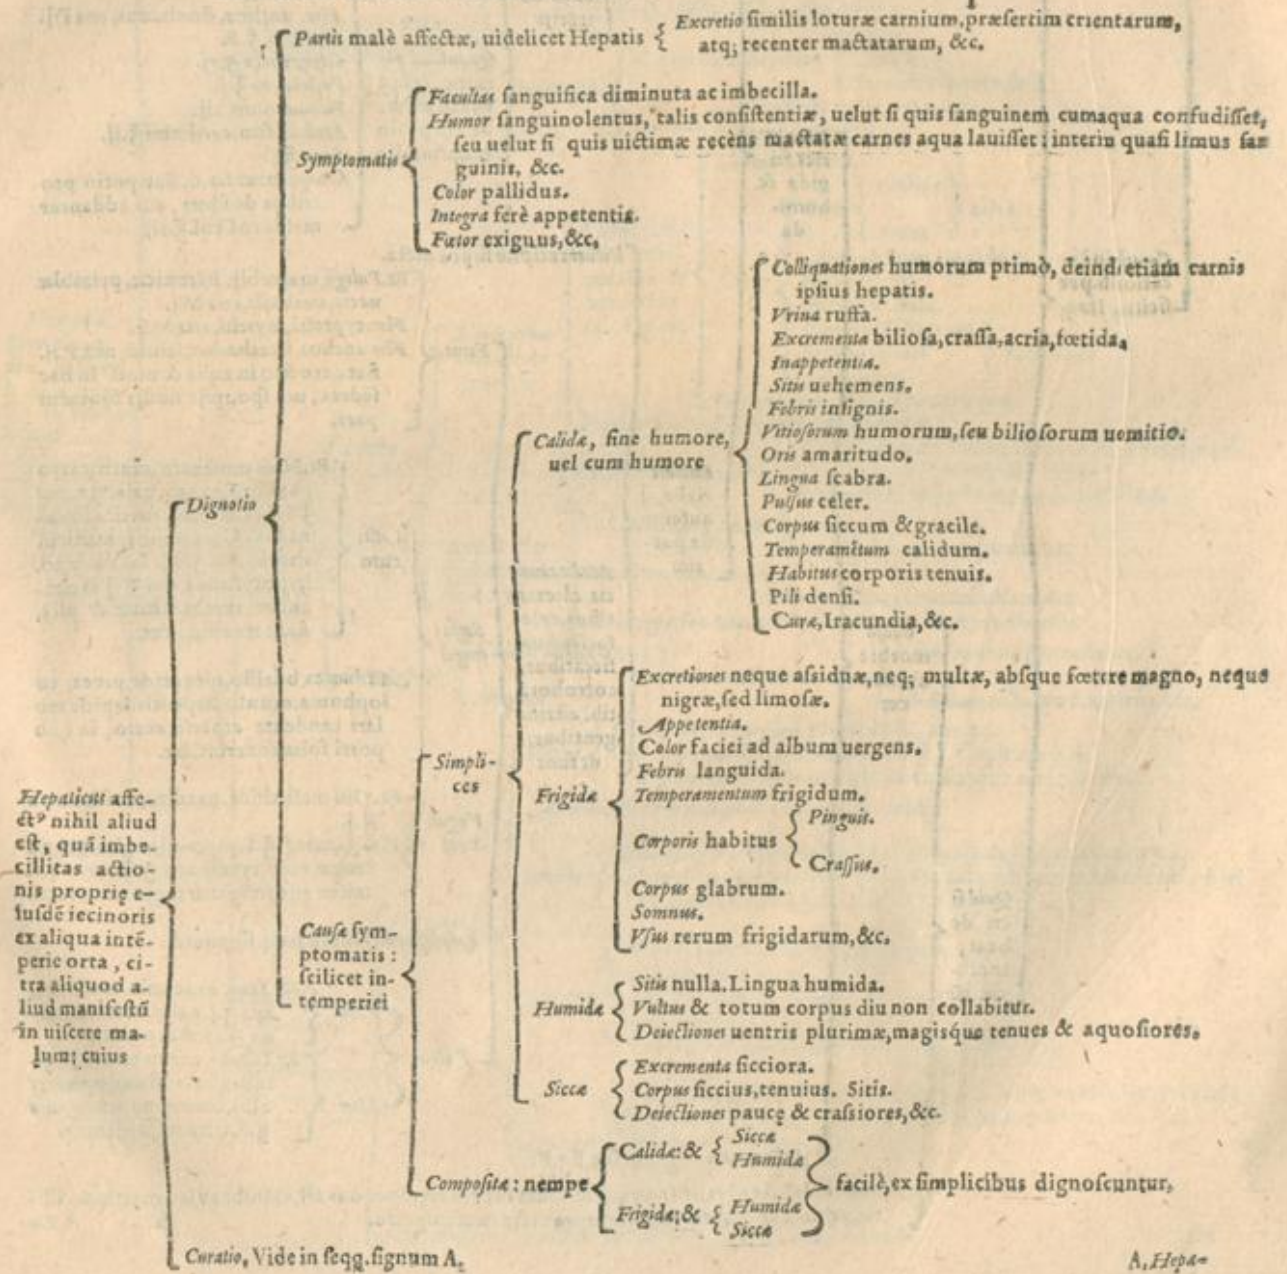 Partis malè affectæ, uidelicet Hepatis
Excretio ſimilis loturæ carnium, præſertim cruentarum,
atq; recenter mactatarum, &c.
Symptomatis
Facultas ſanguifica diminuta ac imbecilla.
Humor ſanguinolentus, talis conſiſtentiæ, uelut ſi quis ſanguinem cum aqua confudiſſet,
ſeu uelut ſi quis uictimæ recèns mactatæ carnes aqua lauiſſet: interim quaſi limus ſan
guinis, &c.
Color pallidus.
Integra ferè appetentia.
Fœtor exiguus, &c.
Dignotio
Calidæ, ſine humore,
uel cum humore
Colliquationes humorum primò, deinde etiam carnis
ipſius hepatis.
Vrina ruffa.
Excrementa bilioſa, craſſa, acria, fœtida.
Inappetentia.
Sitis uehemens.
Febris inſignis.
Vitioſorum humorum, ſeu bilioſorum uomitio.
Oris amaritudo.
Lingua ſcabra.
Pulſus celer.
Corpus ſiccum & gracile.
Temperamētum calidum.
Habitus corporis tenuis.
Pili denſi.
Curæ, Iracundia, &c.
Simpli-
ces
Frigidæ
Excretiones neque aſsiduæ, neq; multæ, abſque fœtore magno, neque
nigræ, ſed limoſæ.
Appetentia.
Color faciei ad album uergens.
Febris languida.
Temperamentum frigidum.
Corporis habitus
Pinguis.
Craſſus.
Corpus glabrum.
Somnus.
Vſus rerum frigidarum, &c.
Hepaticus affe-
ctꝰ nihil aliud
eſt, quā imbe-
cillitas actio-
nis proprię e-
iuſdē iecinoris
ex aliqua intē-
perie orta, ci-
tra aliquod a-
liud manifeſtū
in uiſcere ma-
lum: cuius
Cauſæ ſym-
ptomatis:
ſcilicet in-
temperiei
Humidæ
Sitis nulla. Lingua humida.
Vultus & totum corpus diu non collabitur.
Deiectiones uentris plurimæ, magisque tenues & aquoſiores.
Siccæ
Excrementa ſicciora.
Corpus ſiccius, tenuius. Sitis.
Deiectiones paucę & craſsiores, &c.
Compoſitæ: nempe
Calidæ: &
Siccæ
Humidæ
Frigidæ: &
Humidæ
Siccæ
facilè, ex ſimplicibus dignoſcuntur.
Curatio, Vide in ſeqq. ſignum A.
A, Hepa-